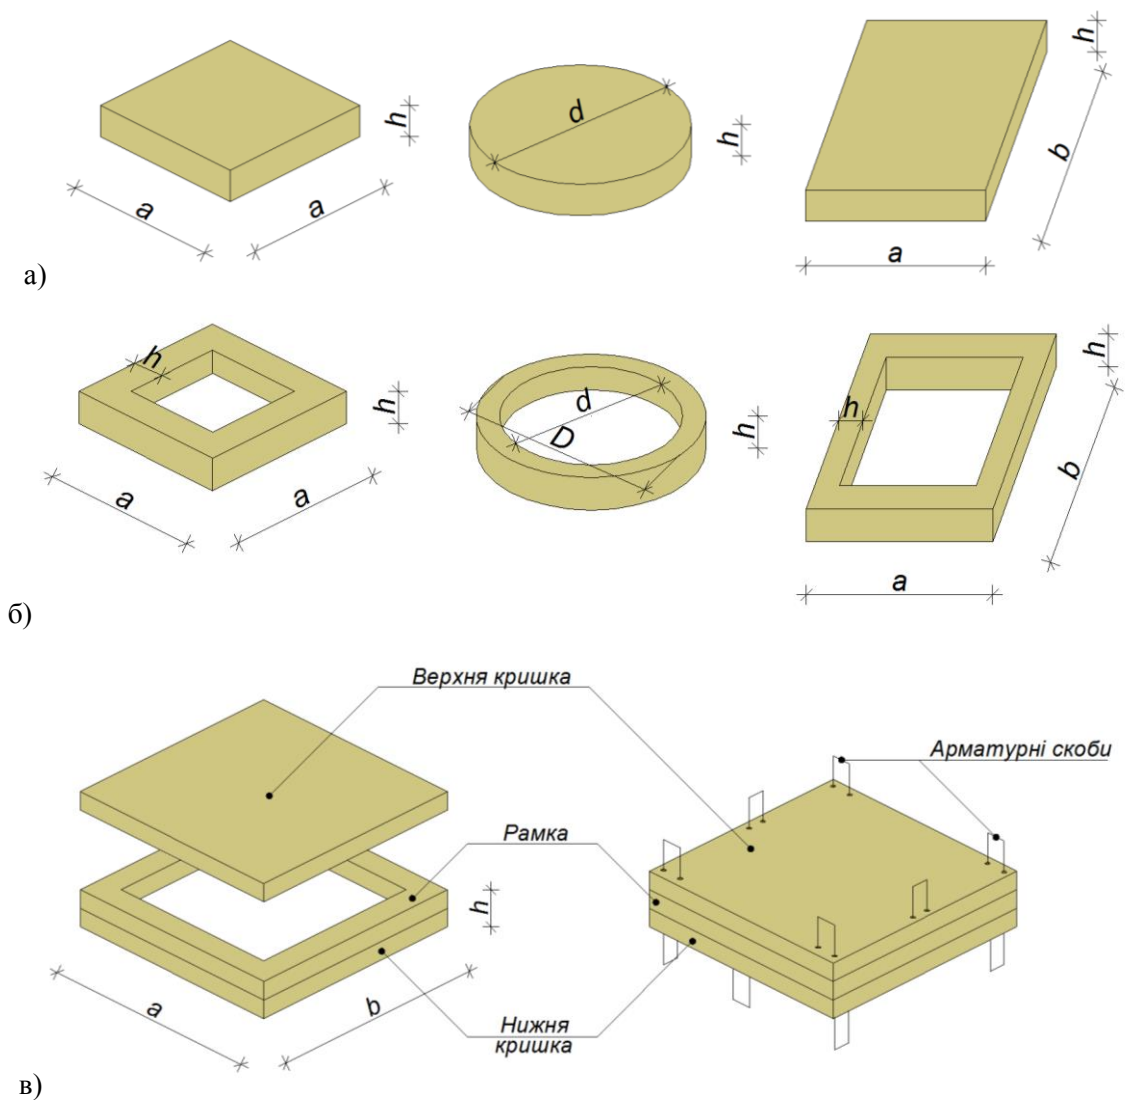 h
d
h
h
b
a
a
a
а)
h
h
d
D
h
h
h
b
a
a
a
б)
Верхня кришка
Арматурні скоби
Рамка
h
a
b
Нижня
кришка
в)